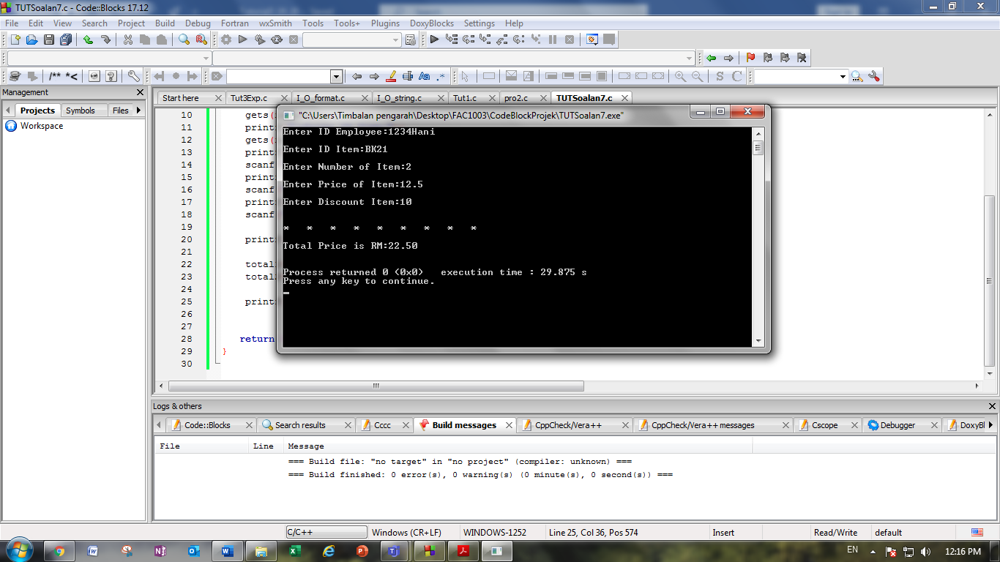 TUTSoalan7.c - Code::Blocks 17.12
File Edit View Search Project Build Debug Fortran wxSmith Tools Tools+ Plugins DoxyBlocks Settings Help
/** *<
S C
Management
Projects Symbols Files
Workspace
Start here Tut3Exp.c I_O_format.c I_O_string.c Tut1.c pro2.c TUTSoalan7.c
10 gets(
11 print
12 gets(
13 print
14 scanf
15 print
16 scanf
17 print
18 scanf
19
20 print
21
22 total
23 total
24
25 print
26
27
28 return
29 }
30
"C:\Users\Timbalan pengarah\Desktop\FAC1003\CodeBlockProjek\TUTSoalan7.exe"
Enter ID Employee:1234Hani
Enter ID Item:BK21
Enter Number of Item:2
Enter Price of Item:12.5
Enter Discount Item:10
* * * * * * * * *
Total Price is RM:22.50
Process returned 0 (0x0) execution time : 29.875 s
Press any key to continue.
Logs & others
Code::Blocks Search results Cccc Build messages CppCheck/Vera++ CppCheck/Vera++ messages Cscope Debugger DoxyBl
File Line Message
=== Build file: "no target" in "no project" (compiler: unknown) ===
=== Build finished: 0 error(s), 0 warning(s) (0 minute(s), 0 second(s)) ===
C/C++ Windows (CR+LF) WINDOWS-1252 Line 25, Col 36, Pos 574 Insert Read/Write default
EN 12:16 PM